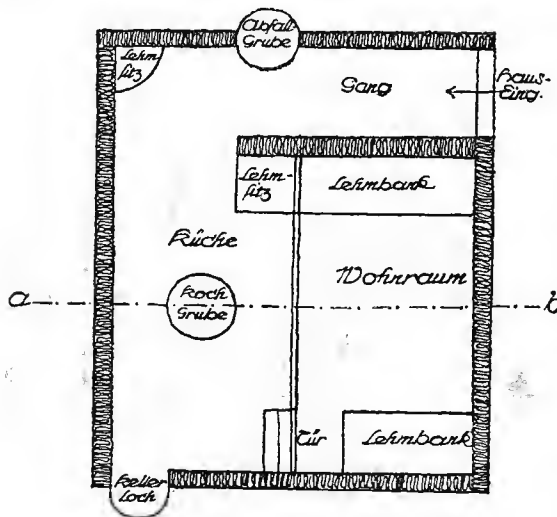 Abfall-
Grube
Lehm-
sitz
Gang
Haus-
Eing.
Lehm-
sitz
Lehmbank
Küche
Wohnraum
a
Koch
Grube
b
Tür
Lehmbank
Keller
Loch